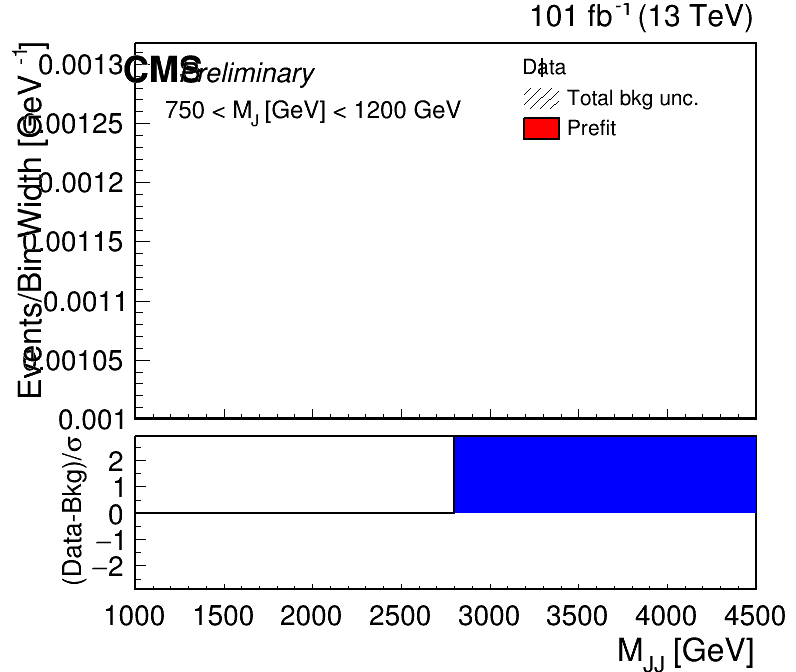 101 fb⁻¹ (13 TeV)
CMS Preliminary
750 < M_J [GeV] < 1200 GeV
Data
Total bkg unc.
Prefit
Events/Bin Width [GeV⁻¹]
0.0013
0.00125
0.0012
0.00115
0.0011
0.00105
0.001
(Data-Bkg)/σ
2
1
0
−1
−2
1000 1500 2000 2500 3000 3500 4000 4500
M_JJ [GeV]